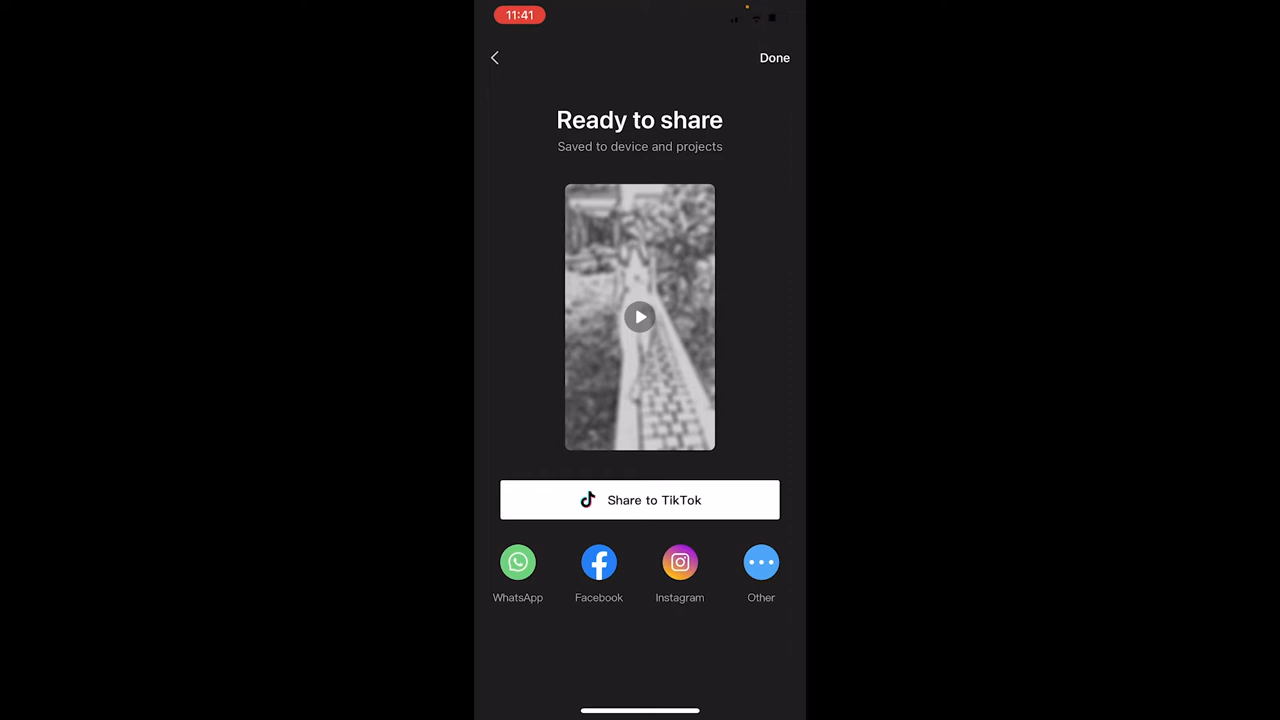 11:41
Done
Ready to share
Saved to device and projects
Share to TikTok
WhatsApp
Facebook
Instagram
Other